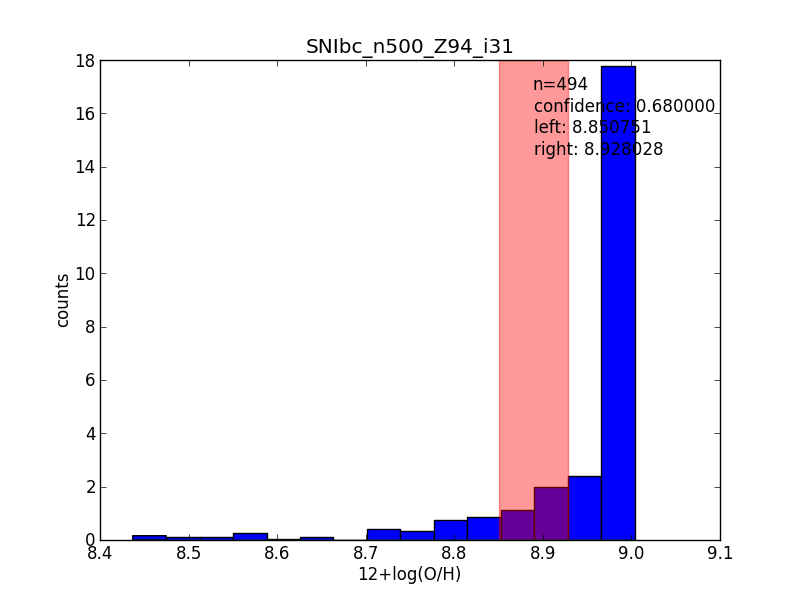 SNIbc_n500_Z94_i31
n=494
confidence: 0.680000
left: 8.850751
right: 8.928028
counts
18
16
14
12
10
8
6
4
2
0
8.4 8.5 8.6 8.7 8.8 8.9 9.0 9.1
12+log(O/H)